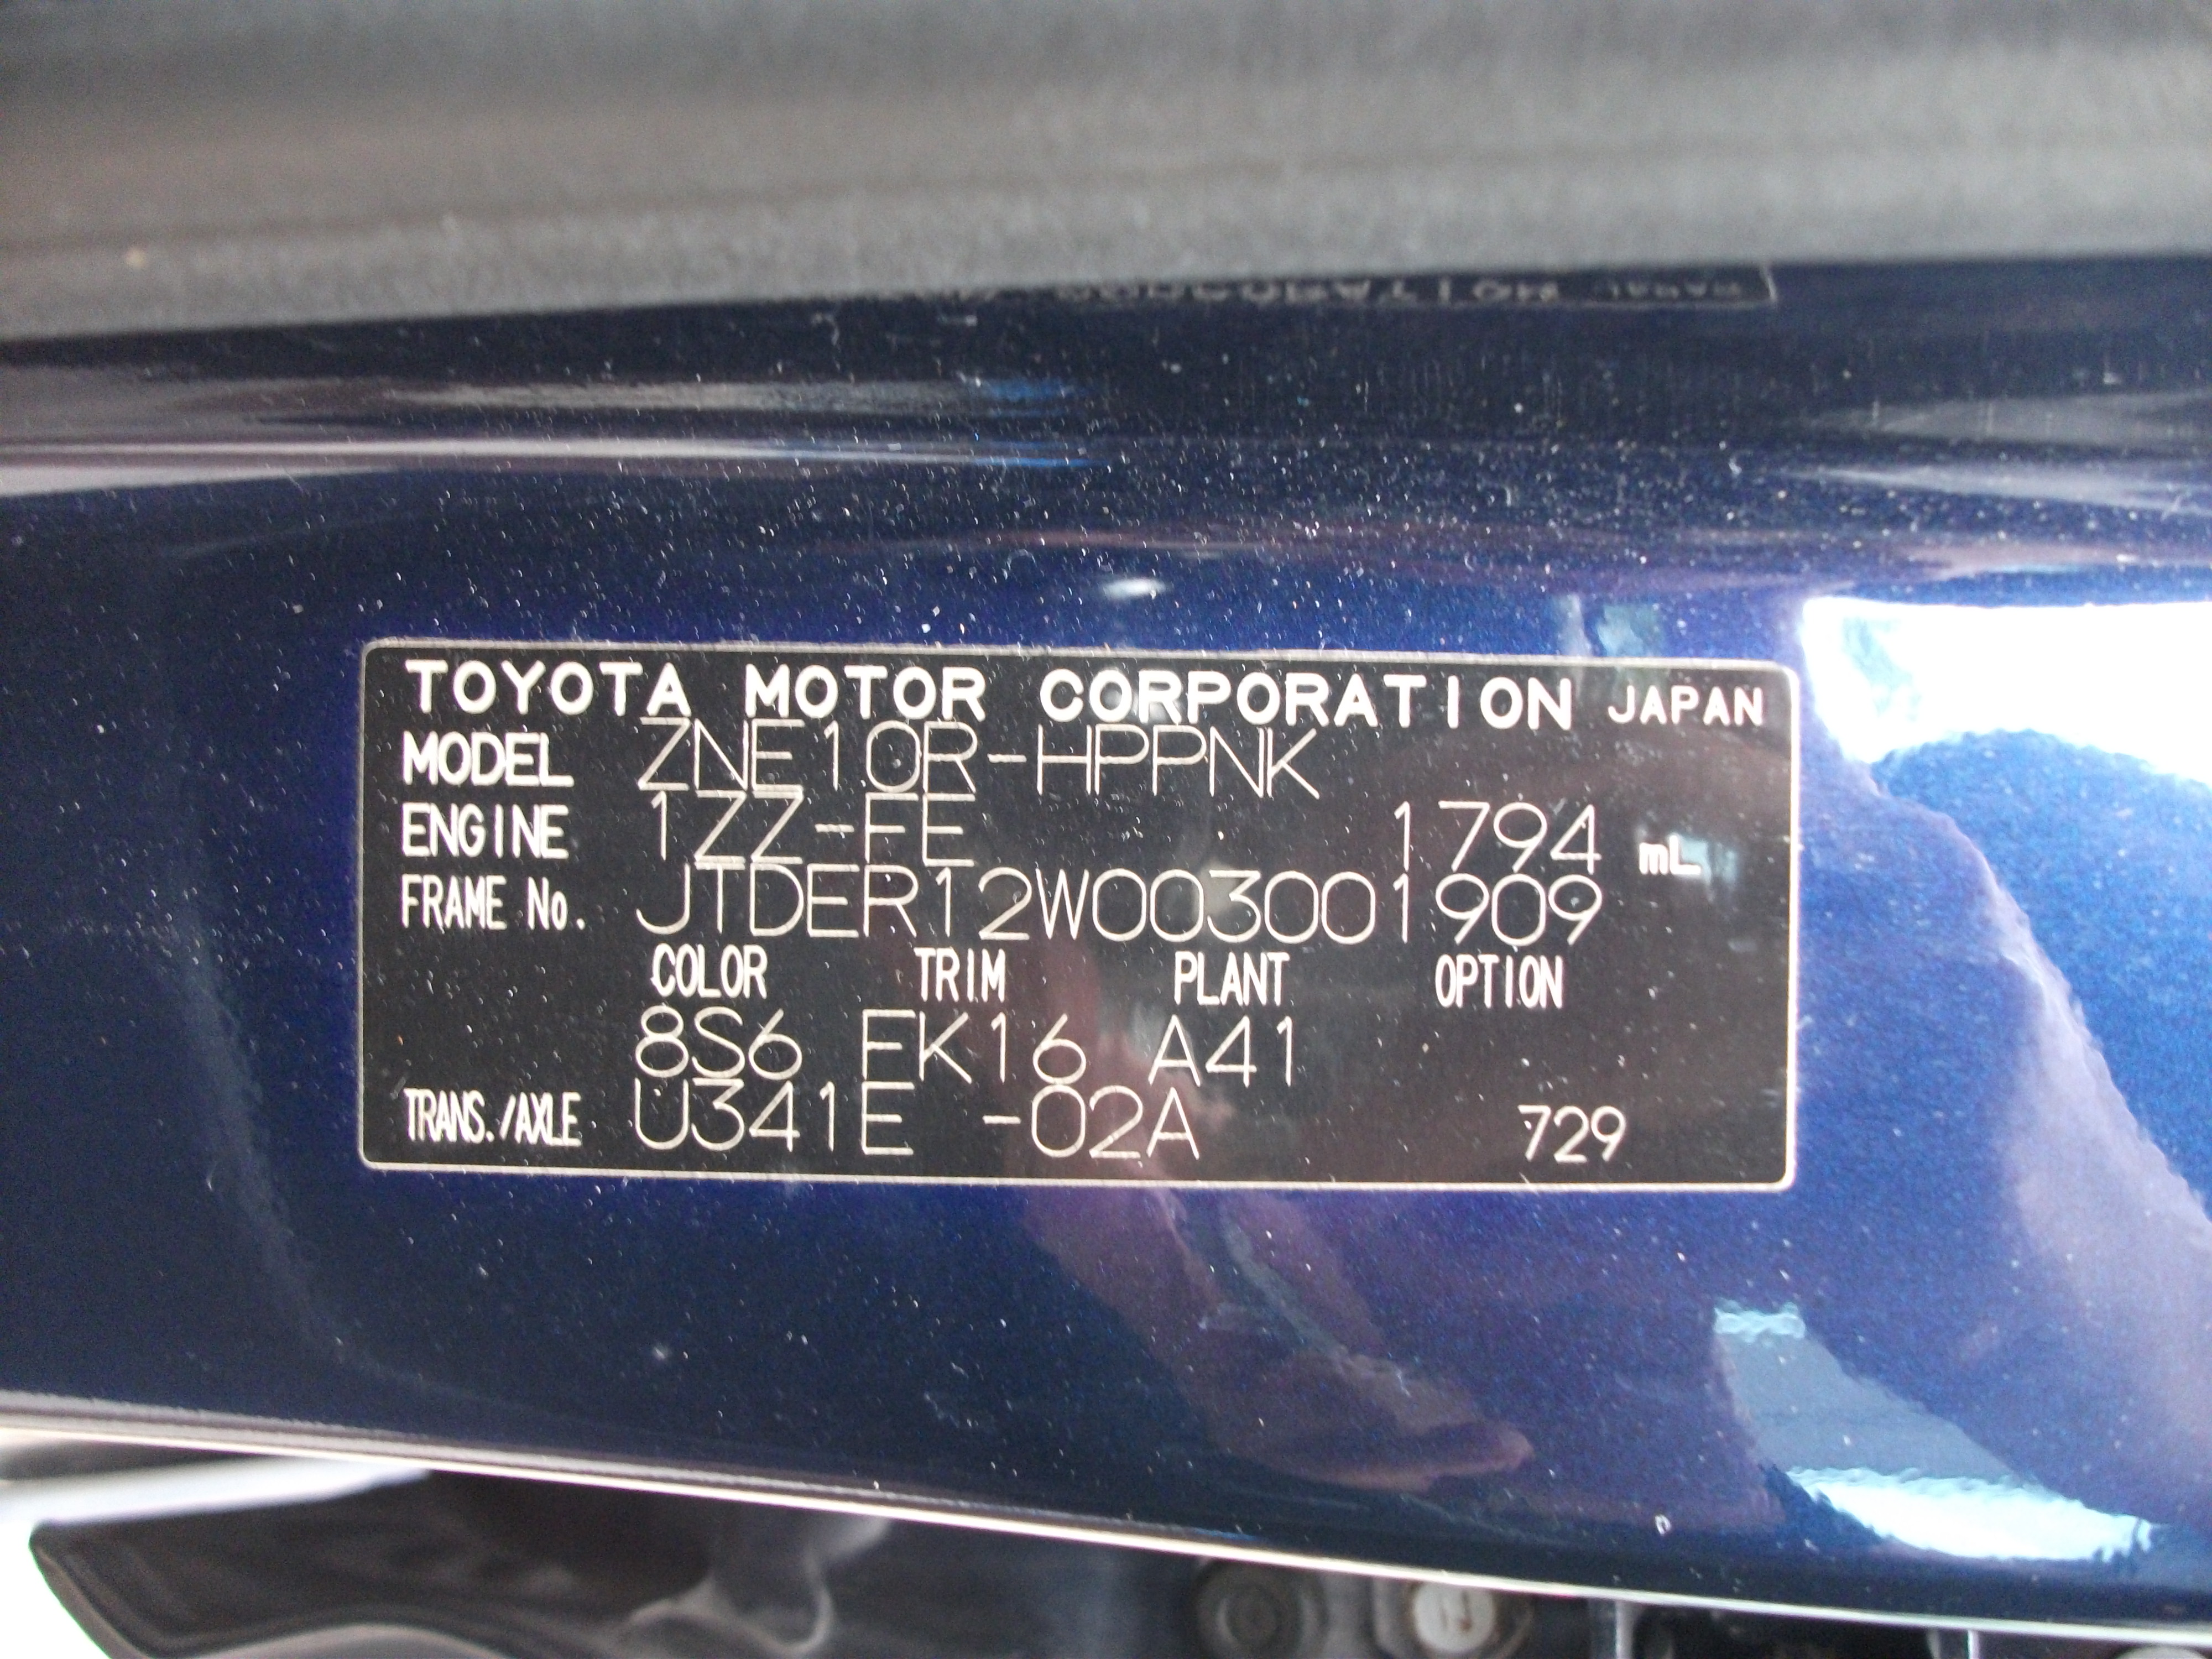 TOYOTA MOTOR CORPORATION JAPAN
MODEL ZNE10R-HPPNK
ENGINE 1ZZ-FE 1794 mL
FRAME No. JTDER12W003001909
COLOR TRIM PLANT OPTION
8S6 FK16 A41
TRANS./AXLE U341E -02A 729